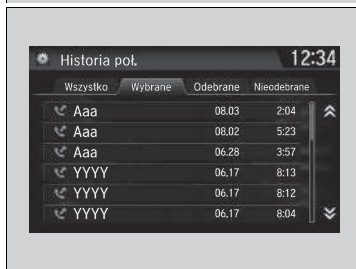 Historia poł. 12:34
Wszystko Wybrane Odebrane Nieodebrane
Aaa 08.03 2:04
Aaa 08.02 5:23
Aaa 06.28 3:57
YYYY 06.17 8:13
YYYY 06.17 8:12
YYYY 06.17 8:04